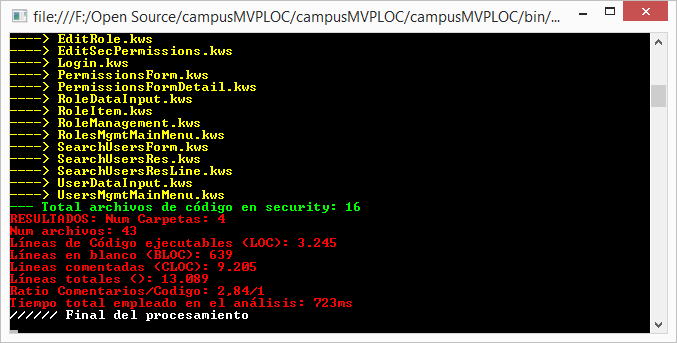 file:///F:/Open Source/campusMVPLOC/campusMVPLOC/campusMVPLOC/bin/...
----> EditRole.kws
----> EditSecPermissions.kws
----> Login.kws
----> PermissionsForm.kws
----> PermissionsFormDetail.kws
----> RoleDataInput.kws
----> RoleItem.kws
----> RoleManagement.kws
----> RolesMgmtMainMenu.kws
----> SearchUsersForm.kws
----> SearchUsersRes.kws
----> SearchUsersResLine.kws
----> UserDataInput.kws
----> UsersMgmtMainMenu.kws
--- Total archivos de código en security: 16
RESULTADOS: Num Carpetas: 4
Num archivos: 43
Líneas de Código ejecutables (LOC): 3.245
Líneas en blanco (BLOC): 639
Líneas comentadas (CLOC): 9.205
Líneas totales (): 13.089
Ratio Comentarios/Codigo: 2,84/1
Tiempo total empleado en el análisis: 723ms
////// Final del procesamiento